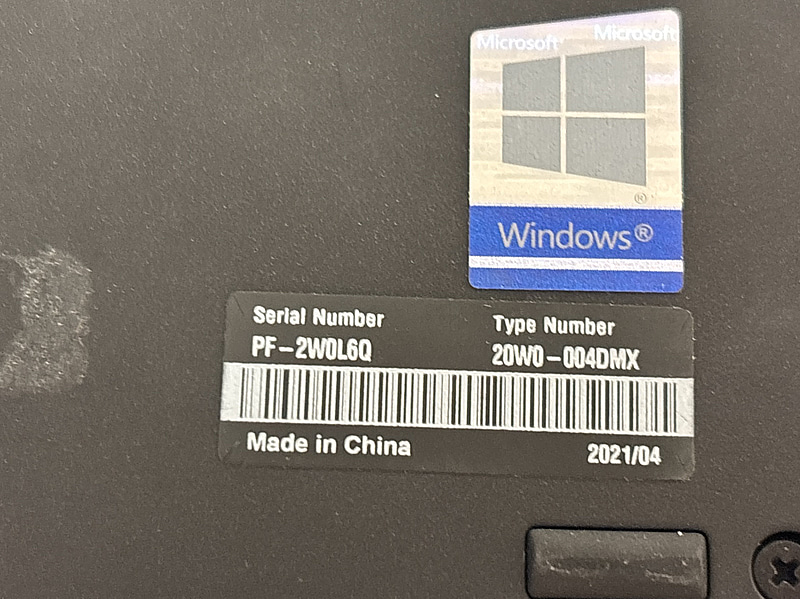 Microsoft Microsoft
Windows®
Serial Number Type Number
PF-2W0L6Q 20W0-004DMX
Made in China 2021/04